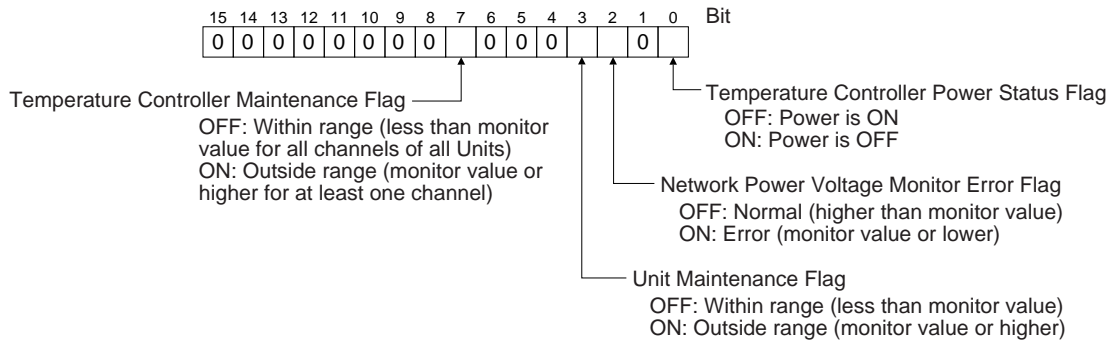 15 14 13 12 11 10 9 8 7 6 5 4 3 2 1 0 Bit
0 0 0 0 0 0 0 0 0 0 0 0
Temperature Controller Maintenance Flag
OFF: Within range (less than monitor
value for all channels of all Units)
ON: Outside range (monitor value or
higher for at least one channel)
Temperature Controller Power Status Flag
OFF: Power is ON
ON: Power is OFF
Network Power Voltage Monitor Error Flag
OFF: Normal (higher than monitor value)
ON: Error (monitor value or lower)
Unit Maintenance Flag
OFF: Within range (less than monitor value)
ON: Outside range (monitor value or higher)